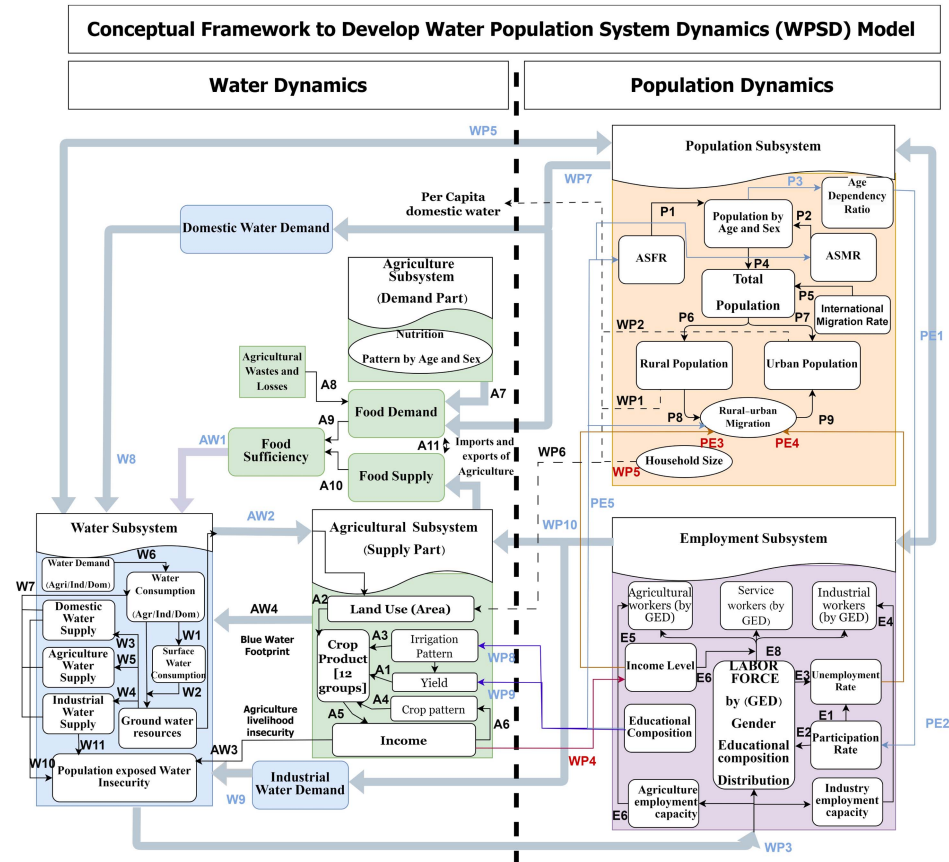 Conceptual Framework to Develop Water Population System Dynamics (WPSD) Model
Water Dynamics
Population Dynamics
WP5
Population Subsystem
WP7
P3
Age
Dependency
Ratio
Per Capita
domestic water
P1
Population by
Age and Sex
P2
Domestic Water Demand
ASFR
ASMR
P4
Agriculture
Subsystem
(Demand Part)
Total
Population
P5
International
Migration Rate
P6
P7
WP2
PE1
Nutrition
Pattern by Age and Sex
Agricultural
Wastes and
Losses
Rural Population
Urban Population
A8
A7
WP1
Food Demand
P8
Rural–urban
Migration
P9
A9
AW1
Food
Sufficiency
A11
Imports and
exports of
Agriculture
WP6
PE3
PE4
W8
A10
Food Supply
WP5
Household Size
PE5
Water Subsystem
AW2
Agricultural Subsystem
(Supply Part)
WP10
Employment Subsystem
W6
Water Demand
(Agri/Ind/Dom)
Water
Consumption
(Agr/Ind/Dom)
W7
Domestic
Water
Supply
W3
W1
Agriculture
Water
Supply
W5
Surface
Water
Consumption
W4
W2
Industrial
Water
Supply
Ground water
resources
W11
W10
Population exposed Water
Insecurity
AW4
Blue Water
Footprint
Agriculture
livelihood
insecurity
AW3
A2
Land Use (Area)
A3
Irrigation
Pattern
Crop
Product
[12
groups]
A1
Yield
A4
Crop pattern
A5
A6
Income
WP8
WP9
WP4
Agricultural
workers (by
GED)
Service
workers (by
GED)
Industrial
workers (by
GED)
E5
E8
E4
Income Level
E6
LABOR
FORCE
by (GED)
Gender
Educational
composition
Distribution
E3
Unemployment
Rate
E1
Educational
Composition
E2
Participation
Rate
PE2
E6
Agriculture
employment
capacity
Industry
employment
capacity
W9
Industrial
Water Demand
WP3